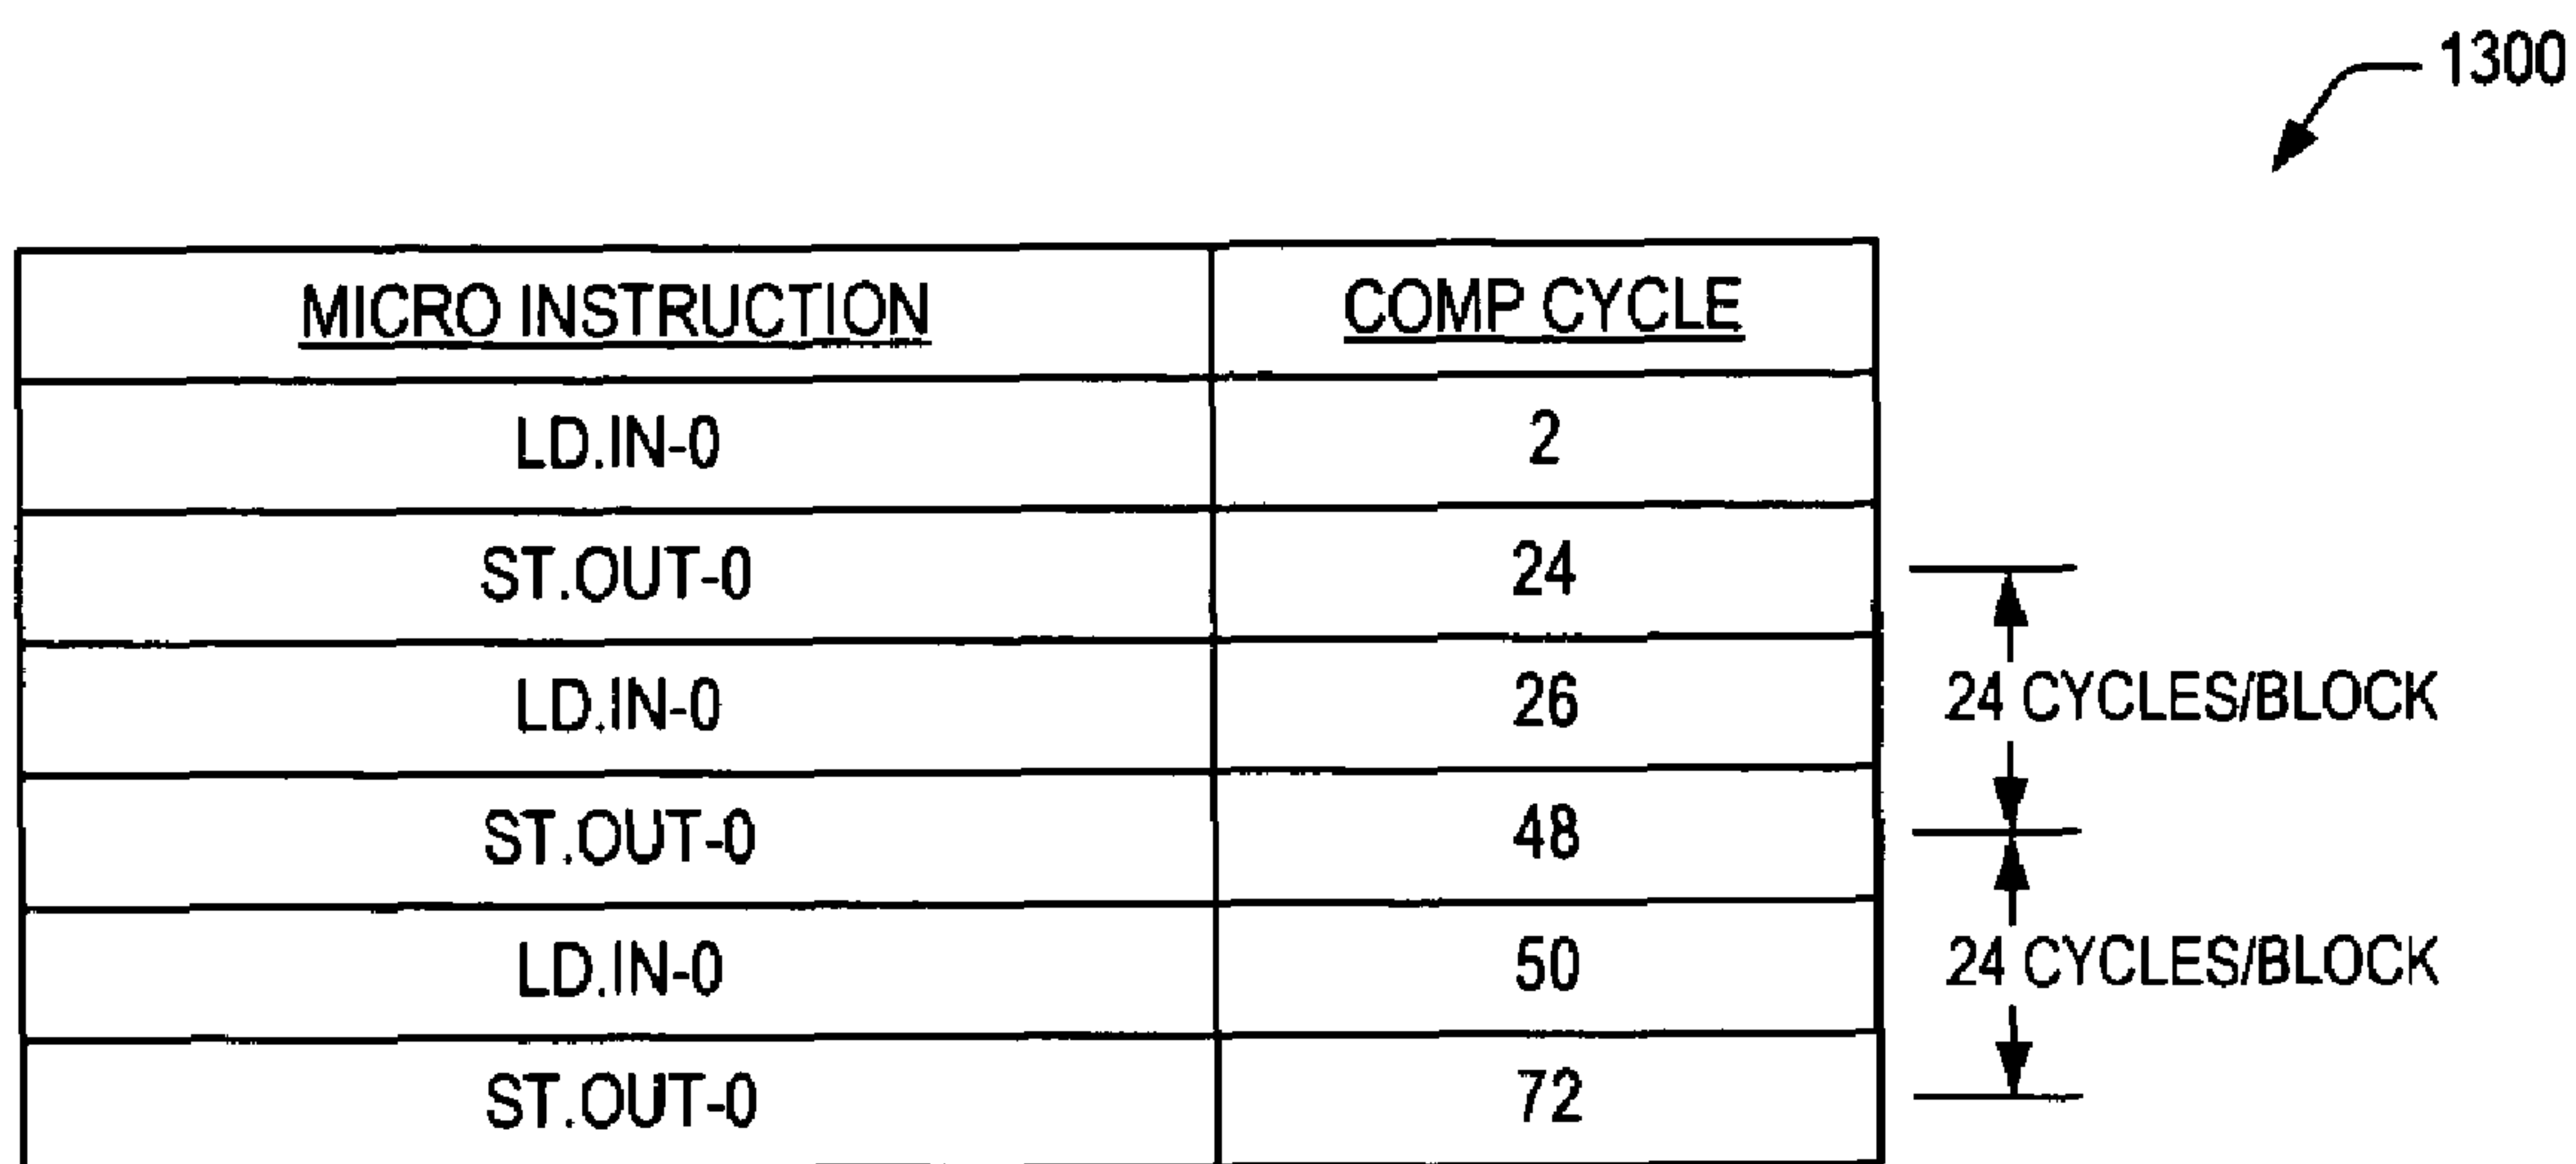 1300
MICRO INSTRUCTION COMP CYCLE
LD.IN-0 2
ST.OUT-0 24
LD.IN-0 26
24 CYCLES/BLOCK
ST.OUT-0 48
LD.IN-0 50
24 CYCLES/BLOCK
ST.OUT-0 72